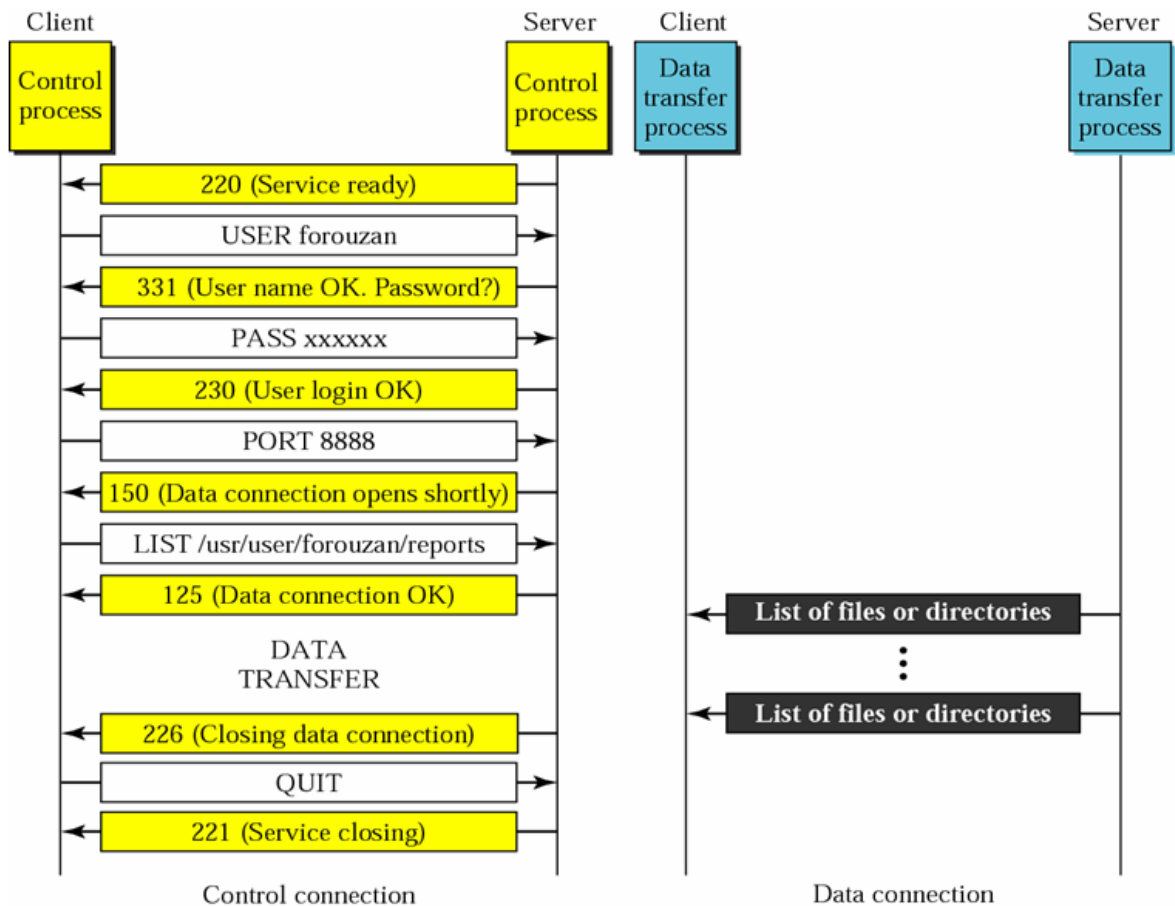 Client
Server
Client
Server
Control
process
Control
process
Data
transfer
process
Data
transfer
process
220 (Service ready)
USER forouzan
331 (User name OK. Password?)
PASS xxxxxx
230 (User login OK)
PORT 8888
150 (Data connection opens shortly)
LIST /usr/user/forouzan/reports
125 (Data connection OK)
DATA
TRANSFER
226 (Closing data connection)
QUIT
221 (Service closing)
Control connection
List of files or directories
List of files or directories
Data connection